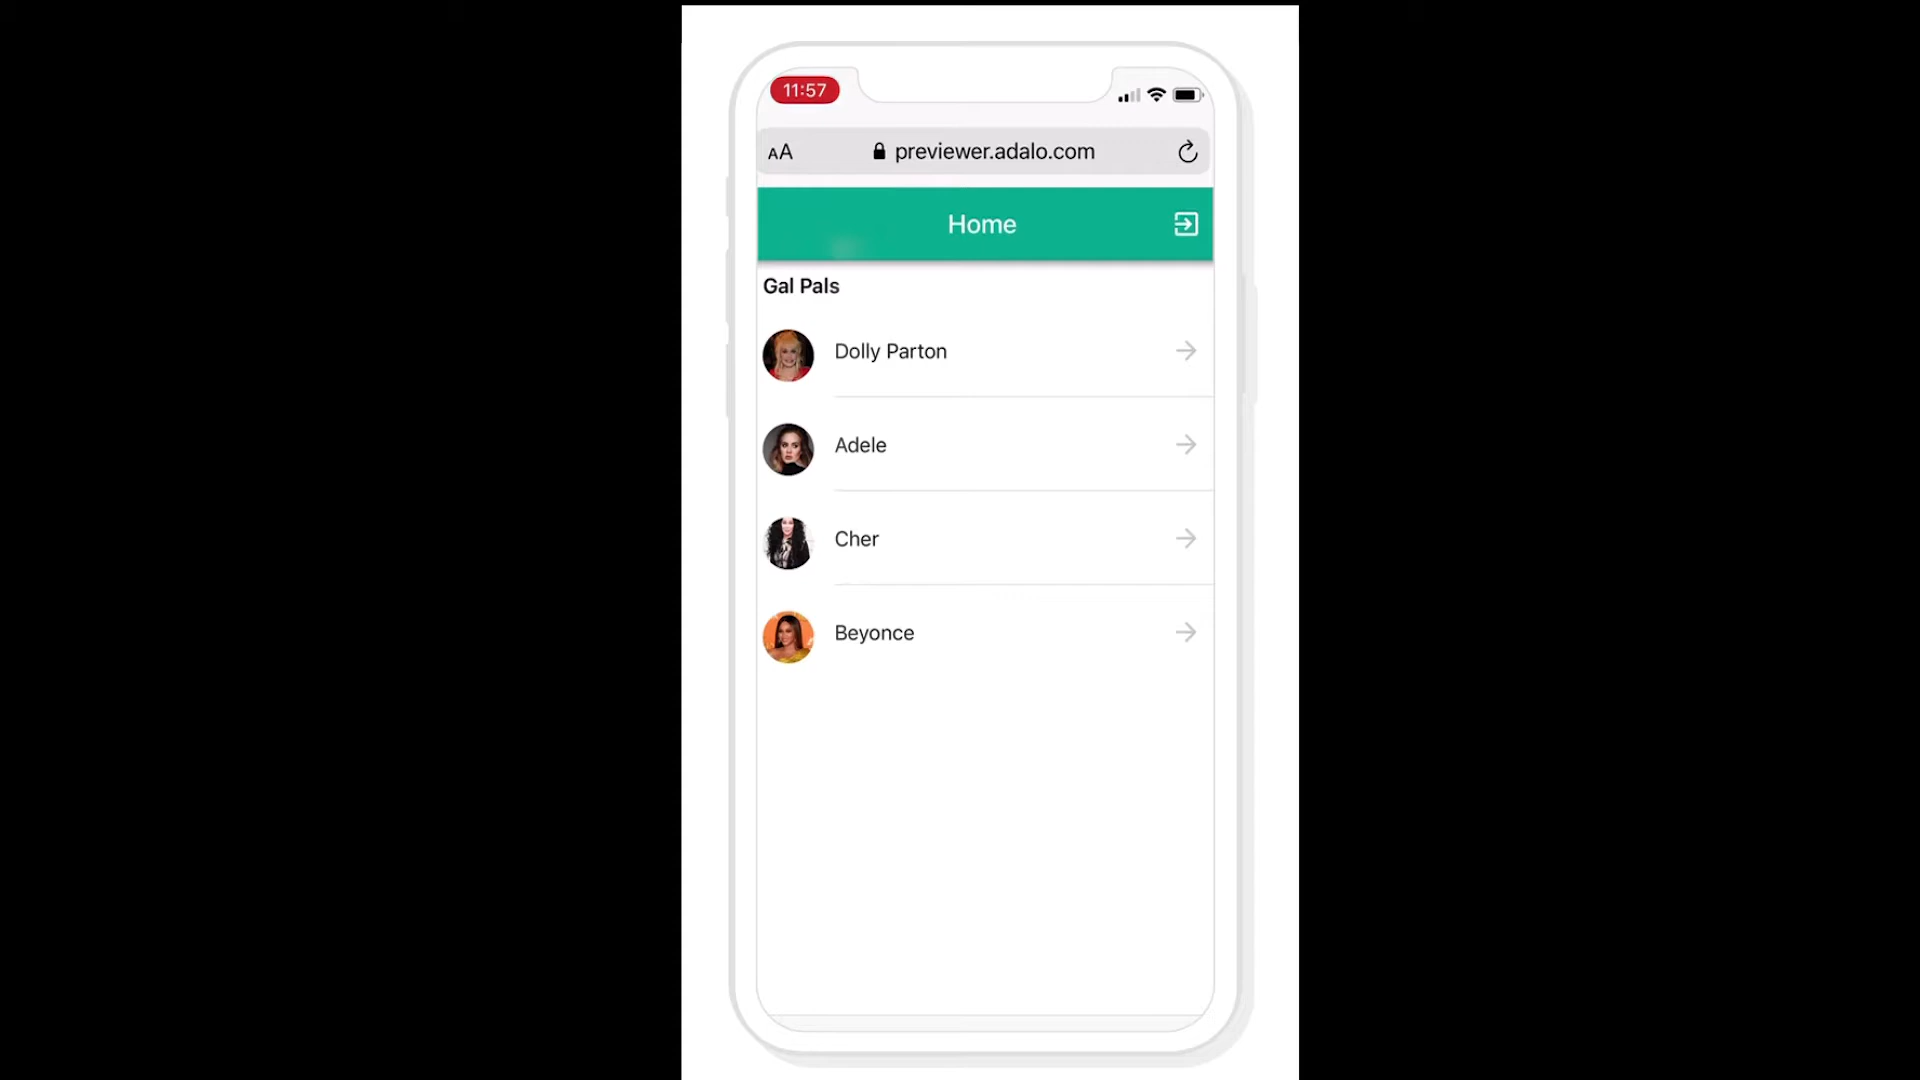 11:57
AA previewer.adalo.com
Home
Gal Pals
Dolly Parton
Adele
Cher
Beyonce